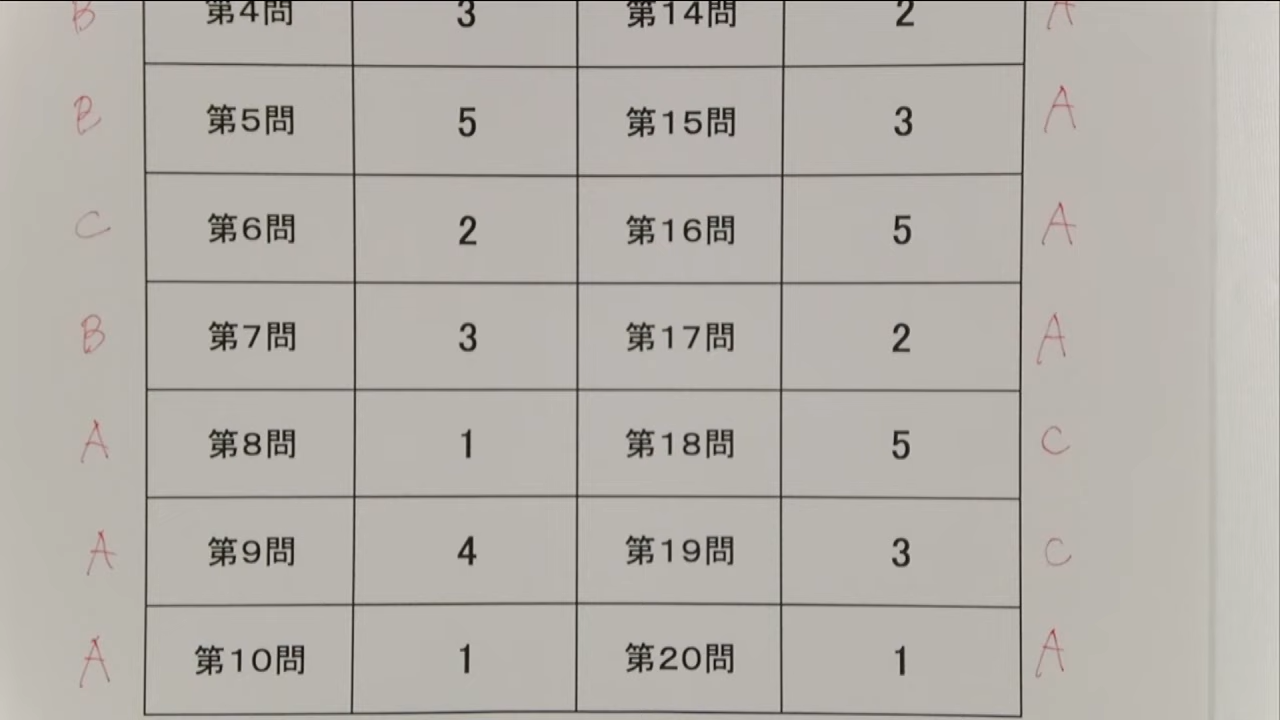 B 第4問 3 第14問 2 A
B 第5問 5 第15問 3 A
C 第6問 2 第16問 5 A
B 第7問 3 第17問 2 A
A 第8問 1 第18問 5 C
A 第9問 4 第19問 3 C
A 第10問 1 第20問 1 A